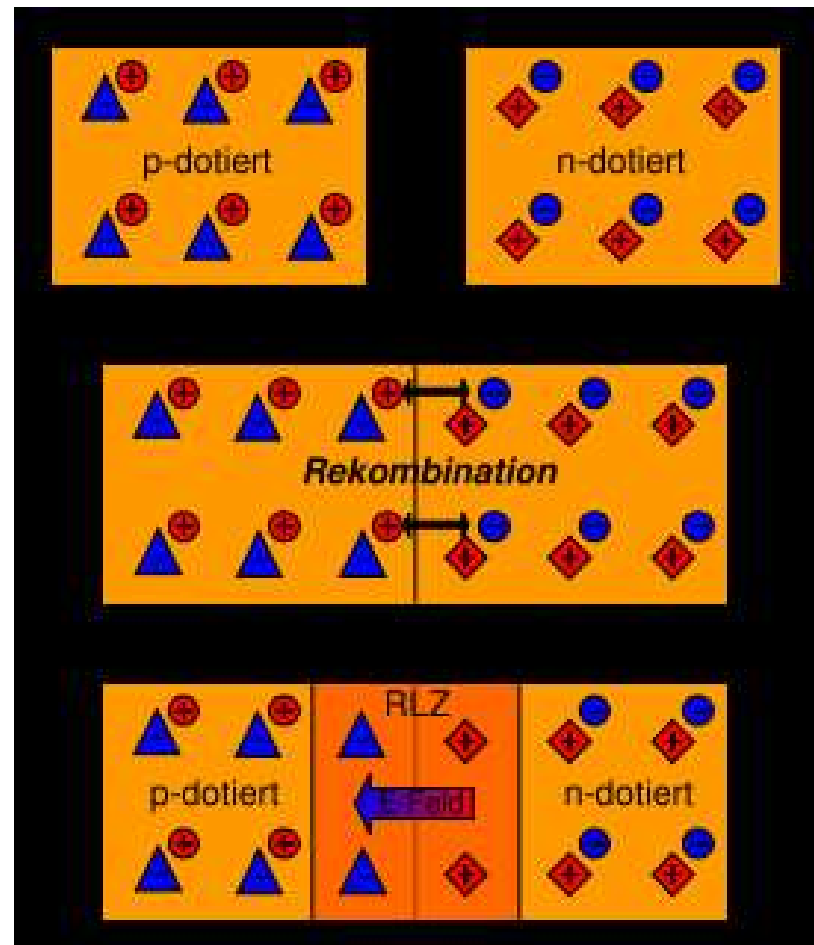 p-dotiert
n-dotiert
Rekombination
RLZ
p-dotiert
E-Feld
n-dotiert